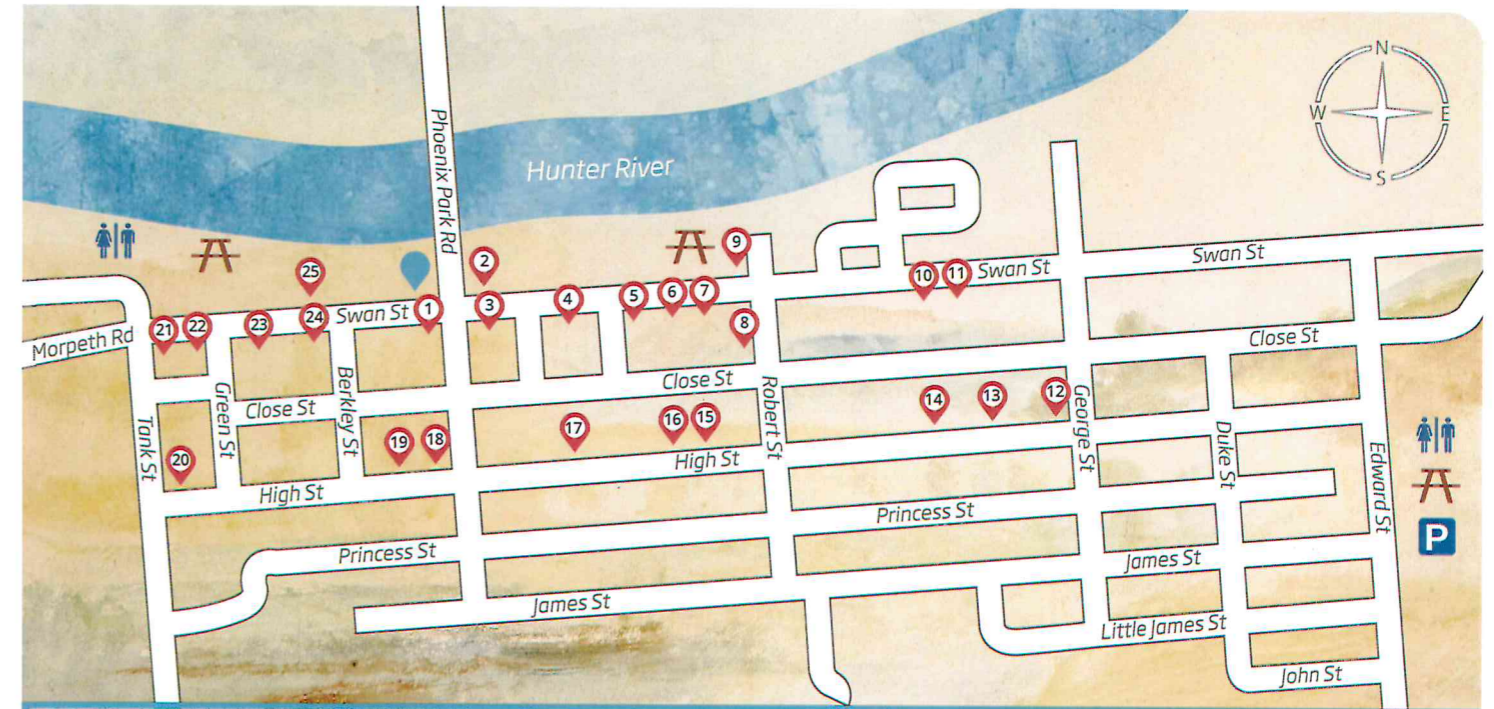 N
W
E
S
Phoenix Park Rd
Hunter River
9
2
25
10
11
Swan St
Swan St
1
3
4
5
6
7
8
21
22
23
24
Swan St
Morpeth Rd
Close St
Close St
Close St
Tank St
Green St
Berkley St
Robert St
George St
Duke St
Edward St
12
13
14
15
16
17
18
19
20
High St
High St
P
Princess St
Princess St
James St
James St
Little James St
John St